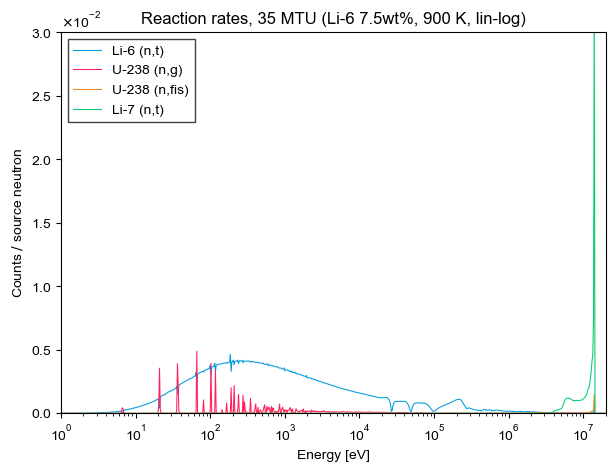 Reaction rates, 35 MTU (Li-6 7.5wt%, 900 K, lin-log)
×10⁻²
3.0
2.5
2.0
1.5
1.0
0.5
0.0
Counts / source neutron
Li-6 (n,t)
U-238 (n,g)
U-238 (n,fis)
Li-7 (n,t)
10⁰ 10¹ 10² 10³ 10⁴ 10⁵ 10⁶ 10⁷
Energy [eV]